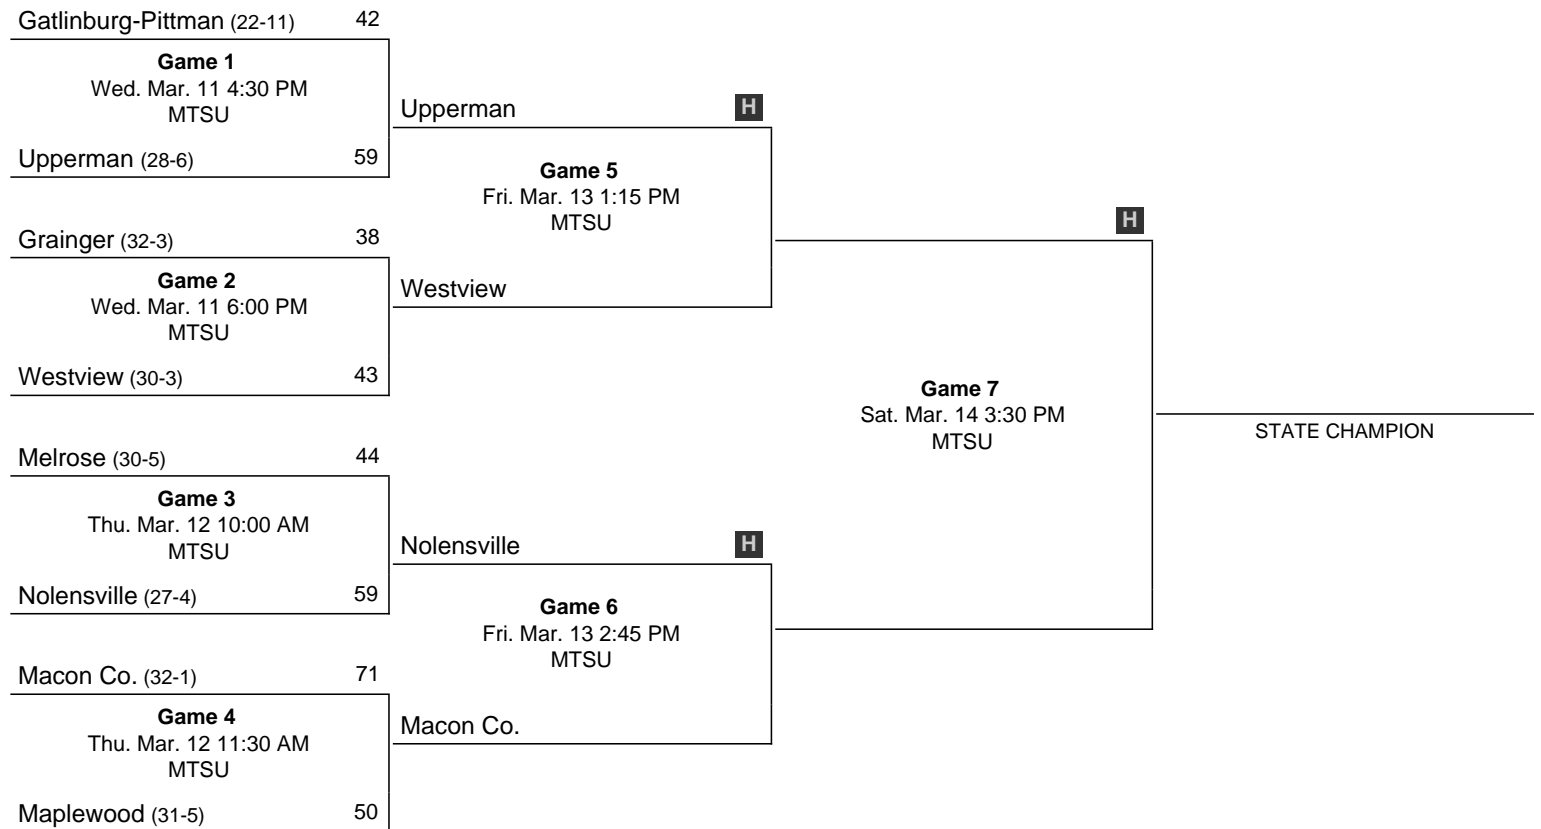 Gatlinburg-Pittman (22-11) 42
Game 1
Wed. Mar. 11 4:30 PM
MTSU
Upperman (28-6) 59
Grainger (32-3) 38
Game 2
Wed. Mar. 11 6:00 PM
MTSU
Westview (30-3) 43
Melrose (30-5) 44
Game 3
Thu. Mar. 12 10:00 AM
MTSU
Nolensville (27-4) 59
Macon Co. (32-1) 71
Game 4
Thu. Mar. 12 11:30 AM
MTSU
Maplewood (31-5) 50
Upperman H
Game 5
Fri. Mar. 13 1:15 PM
MTSU
Westview
Nolensville H
Game 6
Fri. Mar. 13 2:45 PM
MTSU
Macon Co.
H
Game 7
Sat. Mar. 14 3:30 PM
MTSU
STATE CHAMPION